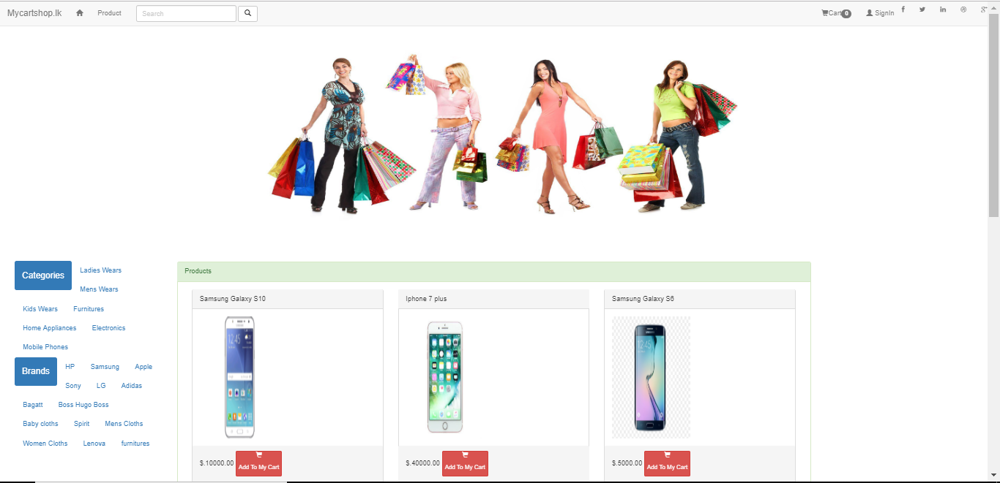 Mycartshop.lk Product Search Cart 0 SignIn
Categories
Ladies Wears
Mens Wears
Kids Wears Furnitures
Home Appliances Electronics
Mobile Phones
Brands
HP Samsung Apple
Sony LG Adidas
Bagatt Boss Hugo Boss
Baby cloths Spirit Mens Cloths
Women Cloths Lenova furnitures
Products
Samsung Galaxy S10
$.10000.00 Add To My Cart
Iphone 7 plus
$.40000.00 Add To My Cart
Samsung Galaxy S6
$.5000.00 Add To My Cart